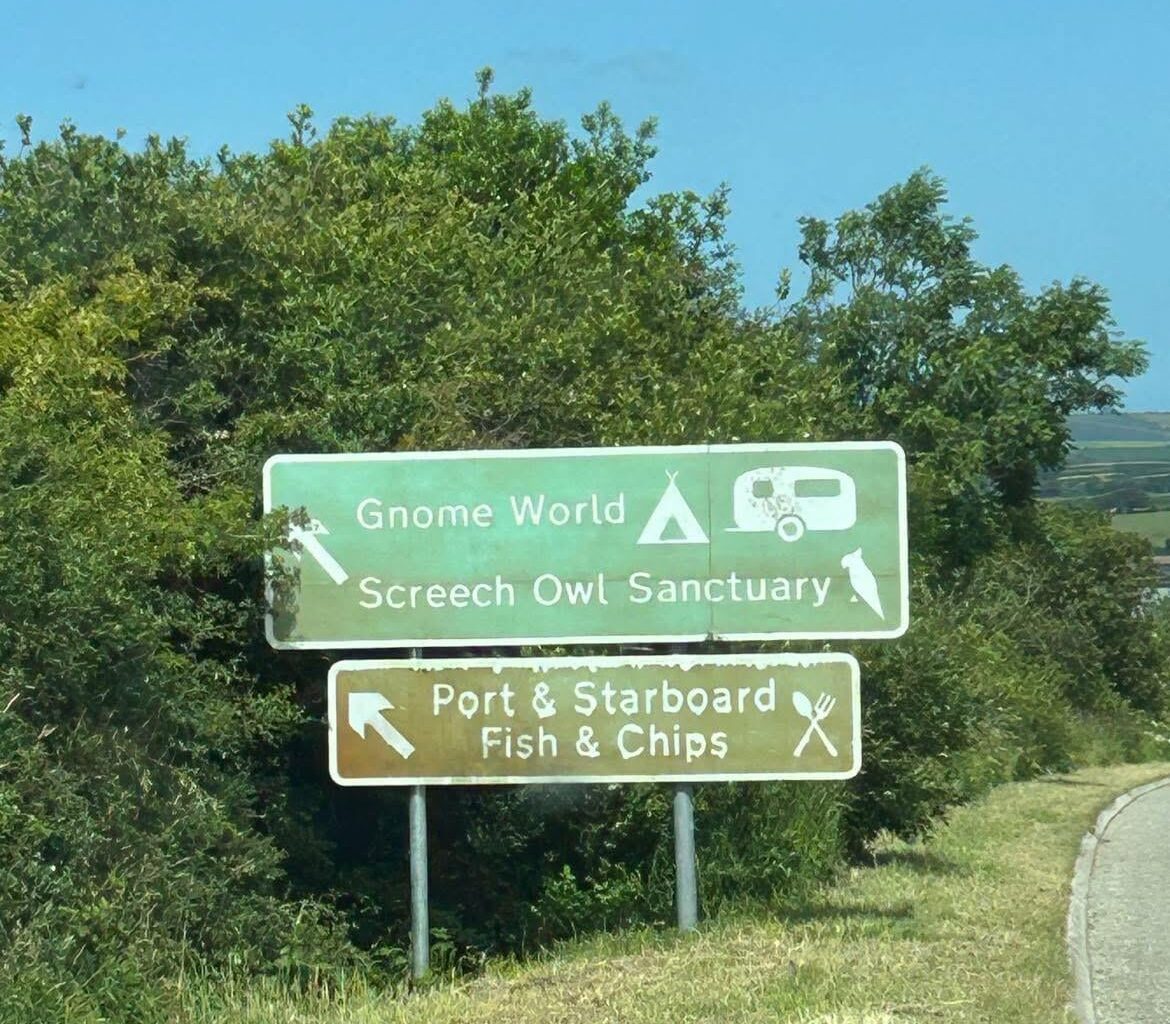 Gnome World
Screech Owl Sanctuary
Port & Starboard
Fish & Chips